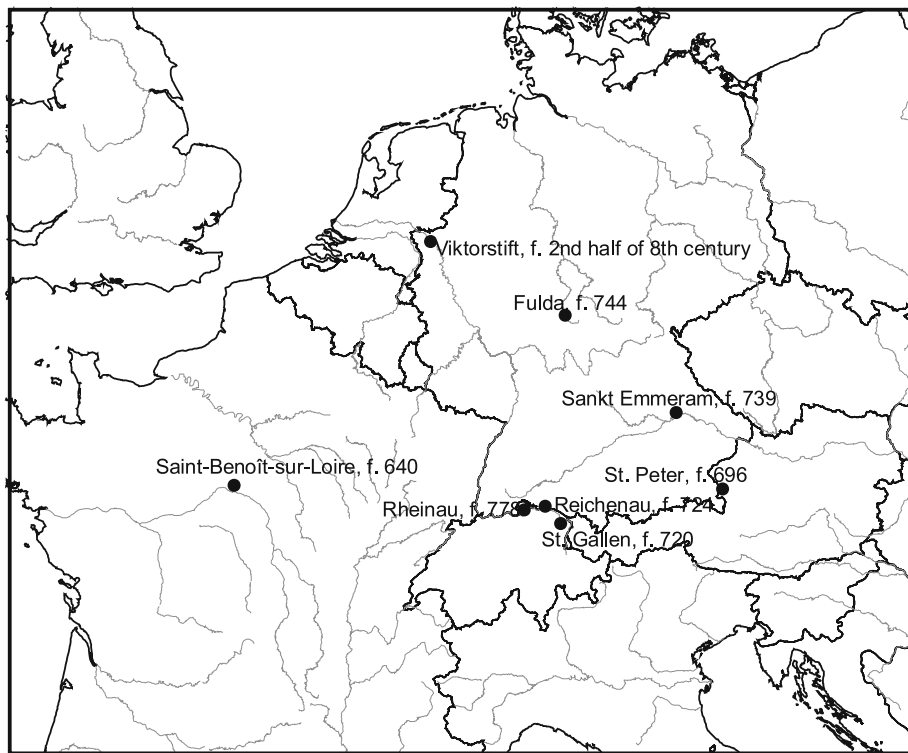 Viktorstift, f. 2nd half of 8th century
Fulda, f. 744
Sankt Emmeram, f. 739
Saint-Benoît-sur-Loire, f. 640
St. Peter, f. 696
Rheinau, f. 778
Reichenau, f. 724
St. Gallen, f. 720